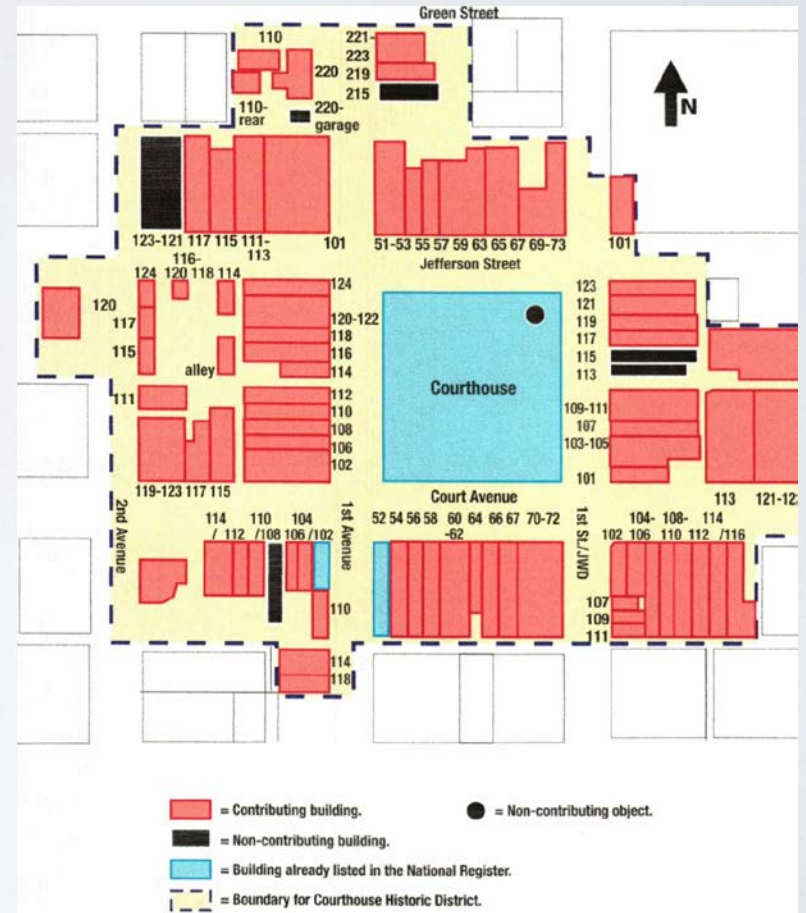 Green Street
110
221-
223
219
215
220
110-
rear
220-
garage
N
123-121 117 115 111-
113
101
51-53 55 57 59 63 65 67 69-73
101
Jefferson Street
116-
124 120 118 114
120
117
115
alley
111
124
120-122
118
116
114
112
110
108
106
102
Courthouse
123
121
119
117
115
113
109-111
107
103-105
101
119-123 117 115
Court Avenue
113 121-12
2nd Avenue
1st Avenue
1st St./JWD
114 110 104
/ 112 /108 106 /102
110
114
118
52 54 56 58 60 64 66 67 70-72
-62
104- 108- 114
102 106 110 112 /116
107
109
111
= Contributing building.
= Non-contributing object.
= Non-contributing building.
= Building already listed in the National Register.
= Boundary for Courthouse Historic District.